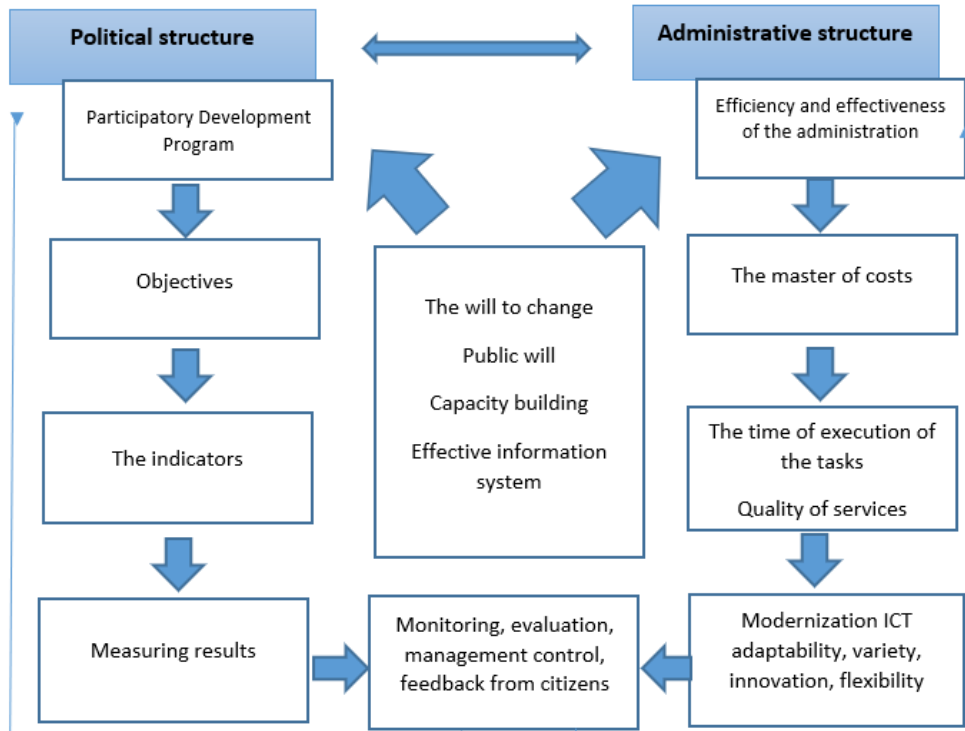 Political structure
Administrative structure
Participatory Development
Program
Efficiency and effectiveness
of the administration
Objectives
The will to change
Public will
Capacity building
Effective information
system
The master of costs
The indicators
The time of execution of
the tasks
Quality of services
Measuring results
Monitoring, evaluation,
management control,
feedback from citizens
Modernization ICT
adaptability, variety,
innovation, flexibility